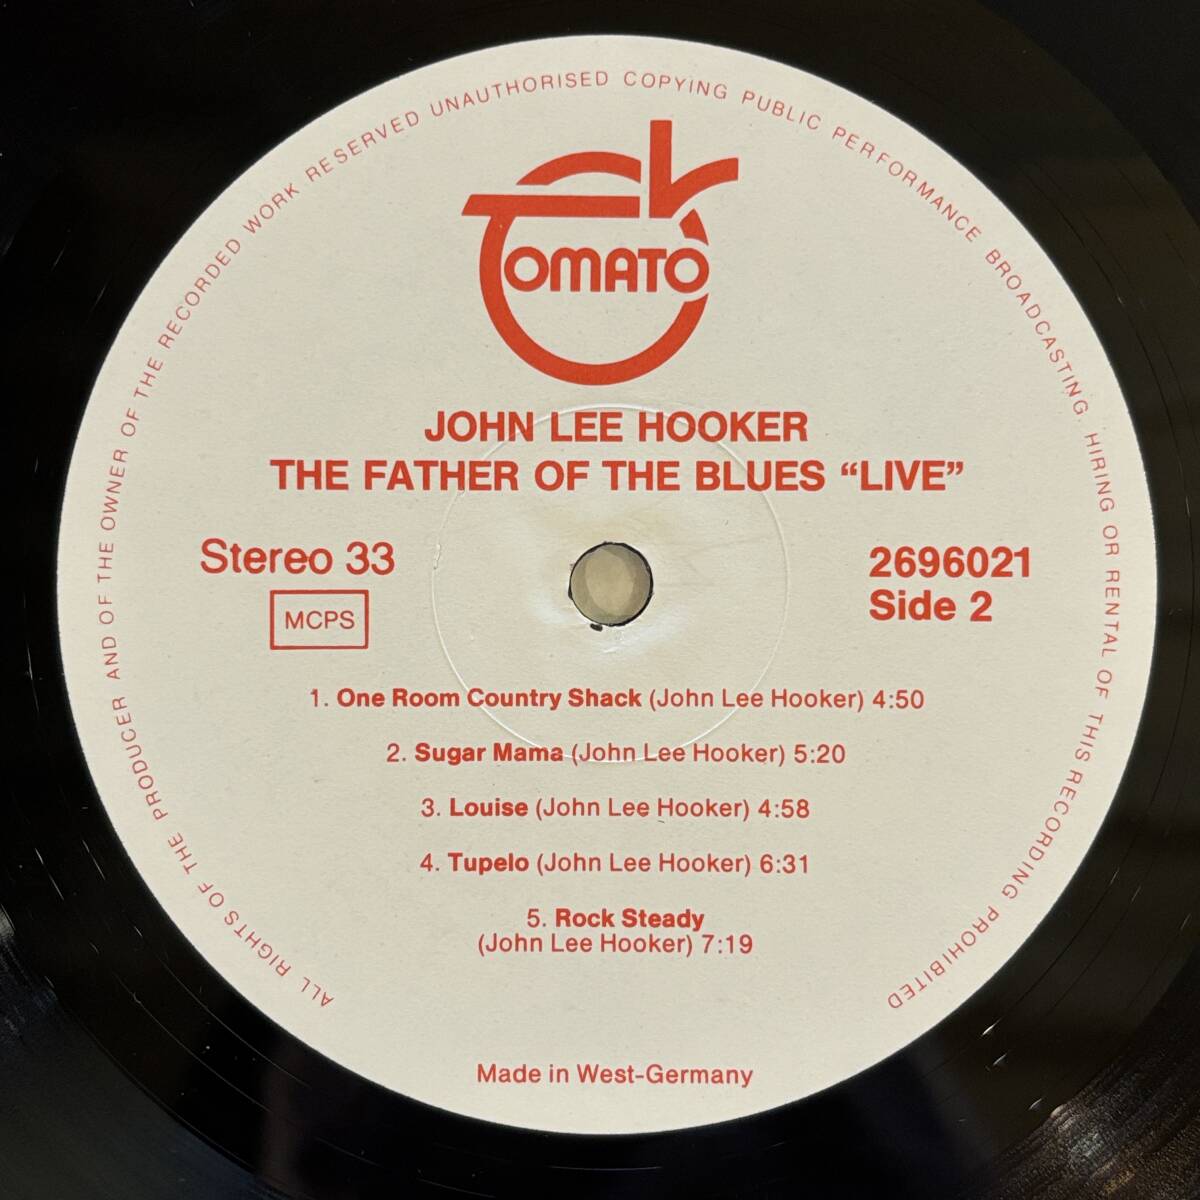 ALL RIGHTS OF THE PRODUCER AND OF THE OWNER OF THE RECORDED WORK RESERVED UNAUTHORISED COPYING PUBLIC PERFORMANCE BROADCASTING. HIRING OR RENTAL OF THIS RECORDING PROHIBITED
TOMATO
JOHN LEE HOOKER
THE FATHER OF THE BLUES “LIVE”
Stereo 33
MCPS
2696021
Side 2
1. One Room Country Shack (John Lee Hooker) 4:50
2. Sugar Mama (John Lee Hooker) 5:20
3. Louise (John Lee Hooker) 4:58
4. Tupelo (John Lee Hooker) 6:31
5. Rock Steady
(John Lee Hooker) 7:19
Made in West-Germany